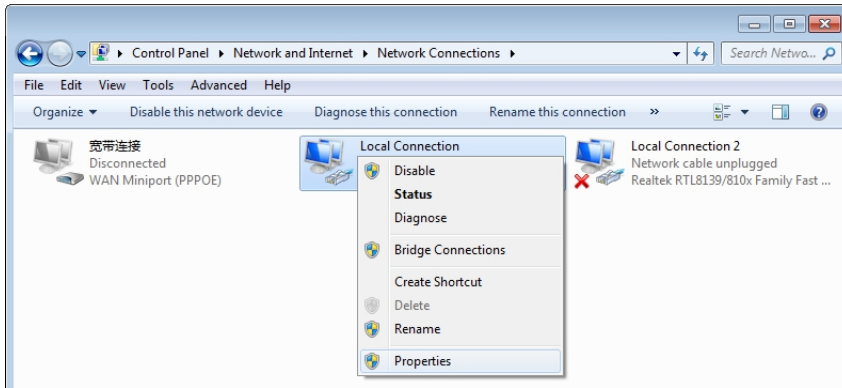 Control Panel ▸ Network and Internet ▸ Network Connections ▸
Search Netwo...
File Edit View Tools Advanced Help
Organize Disable this network device Diagnose this connection Rename this connection »
宽带连接
Disconnected
WAN Miniport (PPPOE)
Local Connection
Disable
Status
Diagnose
Bridge Connections
Create Shortcut
Delete
Rename
Properties
Local Connection 2
Network cable unplugged
Realtek RTL8139/810x Family Fast ...